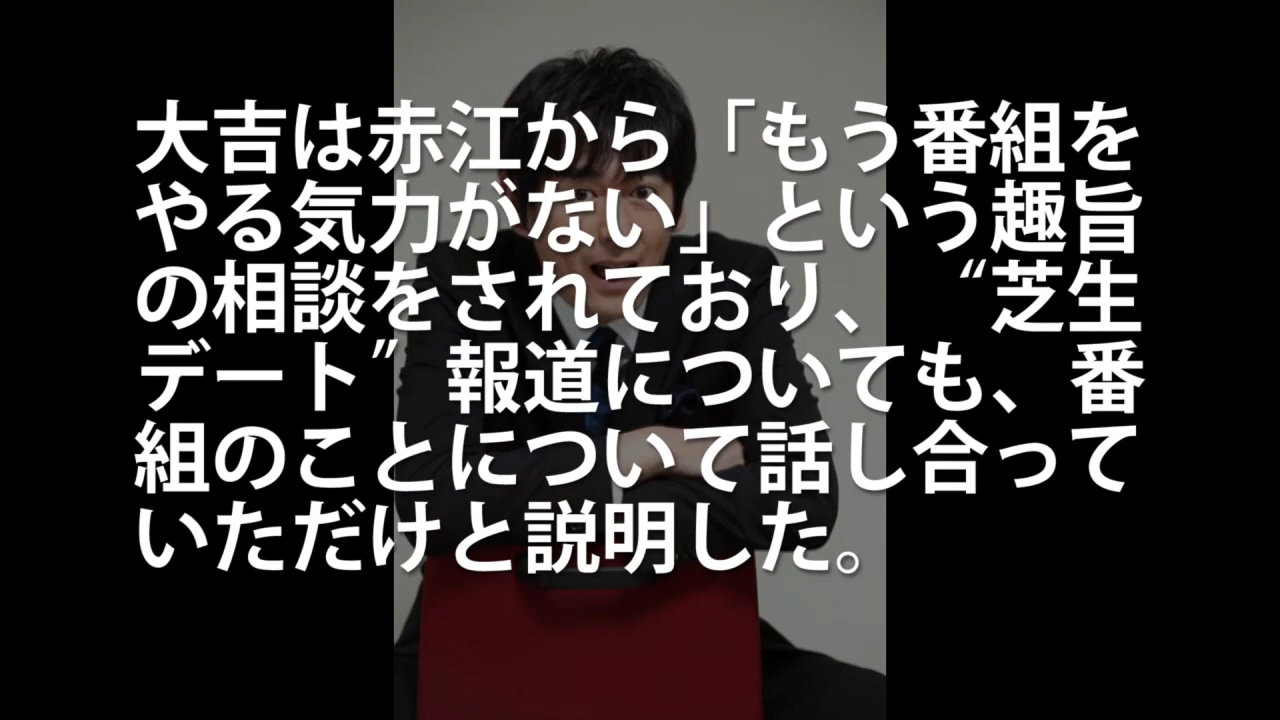 大吉は赤江から「もう番組を
やる気力がない」という趣旨
の相談をされており、“芝生
デート”報道についても、番
組のことについて話し合って
いただけと説明した。